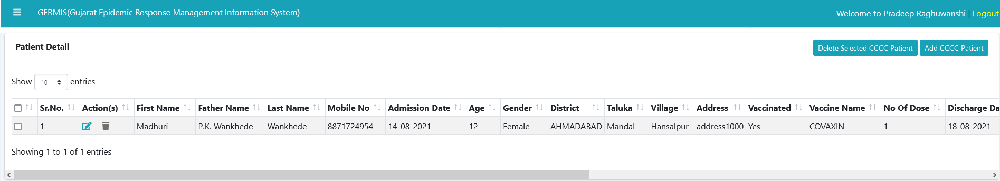 GERMIS(Gujarat Epidemic Response Management Information System)
Welcome to Pradeep Raghuwanshi | Logout
Patient Detail
Delete Selected CCCC Patient Add CCCC Patient
Show 10 entries
Sr.No. Action(s) First Name Father Name Last Name Mobile No Admission Date Age Gender District Taluka Village Address Vaccinated Vaccine Name No Of Dose Discharge Da
1 Madhuri P.K. Wankhede Wankhede 8871724954 14-08-2021 12 Female AHMADABAD Mandal Hansalpur address1000 Yes COVAXIN 1 18-08-2021
Showing 1 to 1 of 1 entries